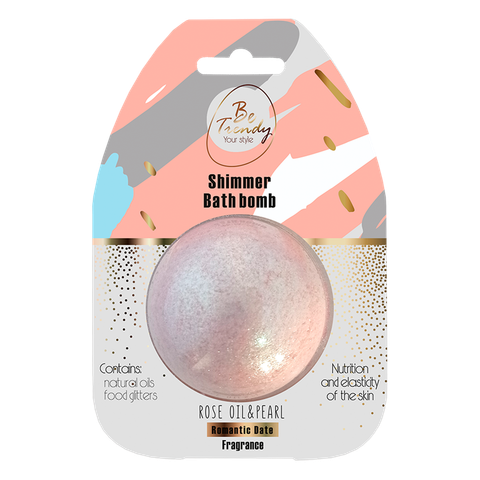 Be
Trendy
Your style
Shimmer
Bath bomb
Contains:
natural oils
food glitters
Nutrition
and elasticity
of the skin
ROSE OIL&PEARL
Romantic Date
Fragrance